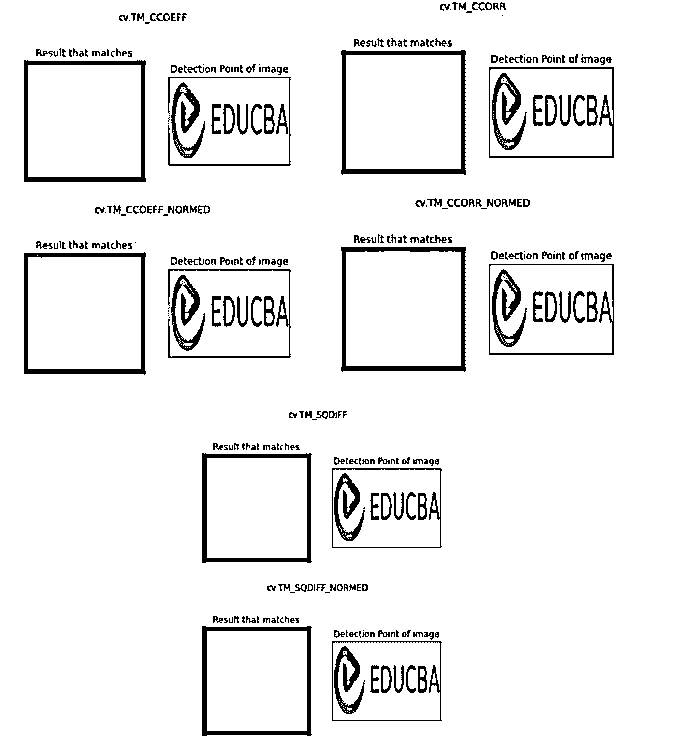 cv.TM_CCOEFF
Result that matches
Detection Point of image
EDUCBA
cv.TM_CCORR
Result that matches
Detection Point of image
EDUCBA
cv.TM_CCOEFF_NORMED
Result that matches
Detection Point of image
EDUCBA
cv.TM_CCORR_NORMED
Result that matches
Detection Point of image
EDUCBA
cv.TM_SQDIFF
Result that matches
Detection Point of image
EDUCBA
cv.TM_SQDIFF_NORMED
Result that matches
Detection Point of image
EDUCBA